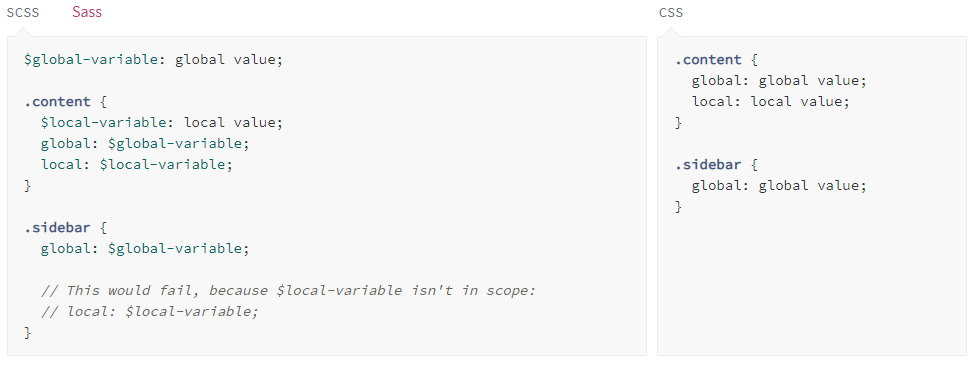 SCSS Sass
$global-variable: global value;

.content {
  $local-variable: local value;
  global: $global-variable;
  local: $local-variable;
}

.sidebar {
  global: $global-variable;

  // This would fail, because $local-variable isn't in scope:
  // local: $local-variable;
}
CSS
.content {
  global: global value;
  local: local value;
}

.sidebar {
  global: global value;
}